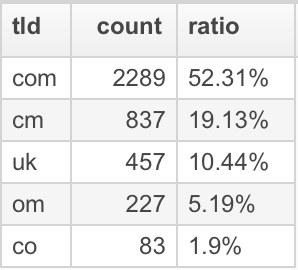 tld count ratio
com 2289 52.31%
cm 837 19.13%
uk 457 10.44%
om 227 5.19%
co 83 1.9%